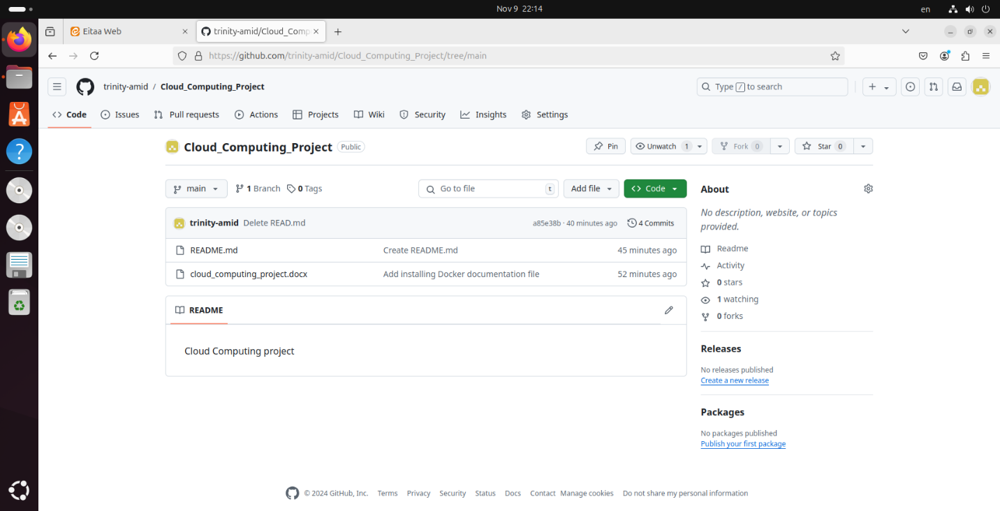 Nov 9 22:14
en
Eitaa Web
trinity-amid/Cloud_Comp
https://github.com/trinity-amid/Cloud_Computing_Project/tree/main
trinity-amid / Cloud_Computing_Project
Type / to search
Code Issues Pull requests Actions Projects Wiki Security Insights Settings
Cloud_Computing_Project Public
Pin Unwatch 1 Fork 0 Star 0
main 1 Branch 0 Tags Go to file t Add file Code
trinity-amid Delete READ.md a85e38b · 40 minutes ago 4 Commits
README.md Create README.md 45 minutes ago
cloud_computing_project.docx Add installing Docker documentation file 52 minutes ago
README
Cloud Computing project
About
No description, website, or topics
provided.
Readme
Activity
0 stars
1 watching
0 forks
Releases
No releases published
Create a new release
Packages
No packages published
Publish your first package
© 2024 GitHub, Inc. Terms Privacy Security Status Docs Contact Manage cookies Do not share my personal information